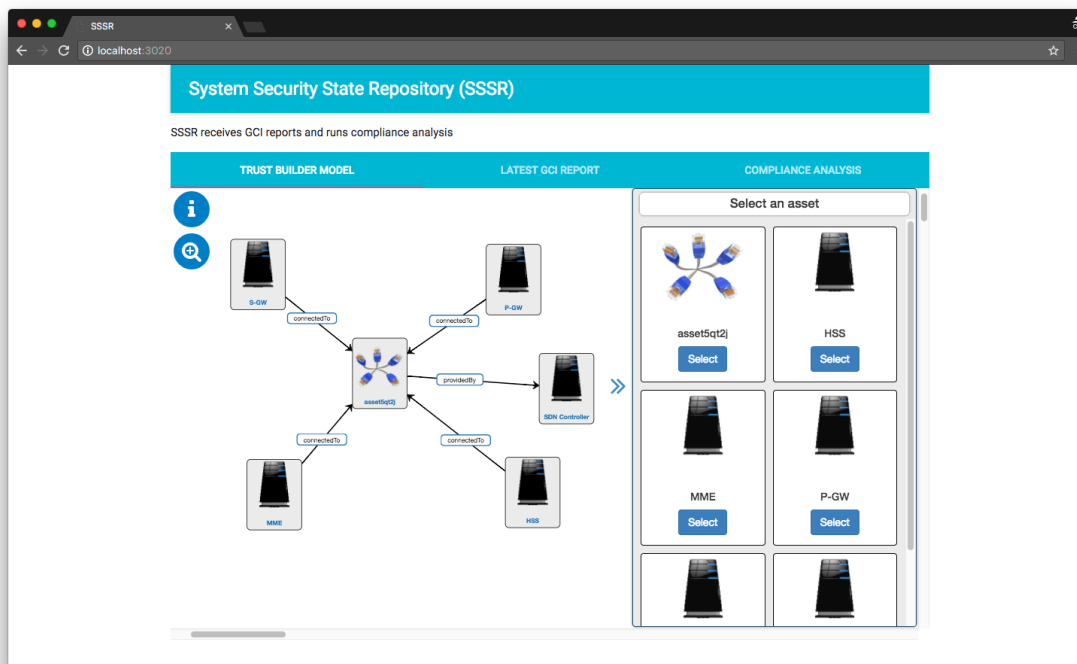 SSSR
localhost:3020
System Security State Repository (SSSR)
SSSR receives GCI reports and runs compliance analysis
TRUST BUILDER MODEL LATEST GCI REPORT COMPLIANCE ANALYSIS
Select an asset
S-GW
P-GW
connectedTo
connectedTo
asset5qt2j
providedBy
SDN Controller
connectedTo
connectedTo
MME
HSS
asset5qt2j HSS
Select Select
MME P-GW
Select Select